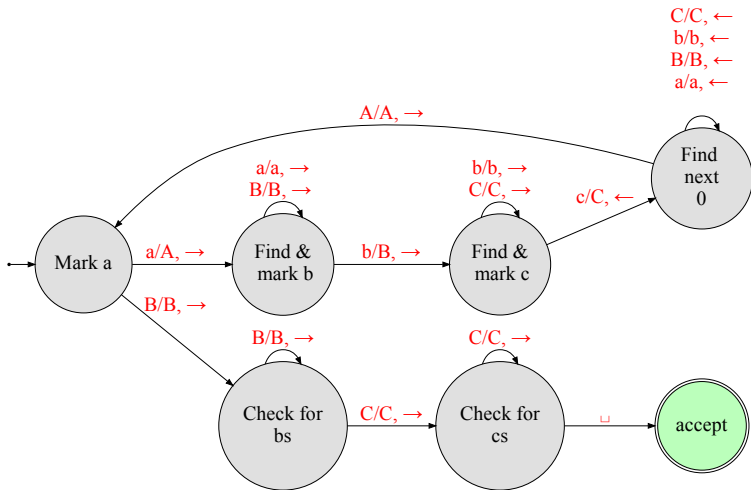 C/C, ←
b/b, ←
B/B, ←
a/a, ←
A/A, →
Find
next
0
a/a, →
B/B, →
b/b, →
C/C, →
c/C, ←
Mark a
a/A, →
Find &
mark b
b/B, →
Find &
mark c
B/B, →
B/B, →
C/C, →
Check for
bs
C/C, →
Check for
cs
␣
accept